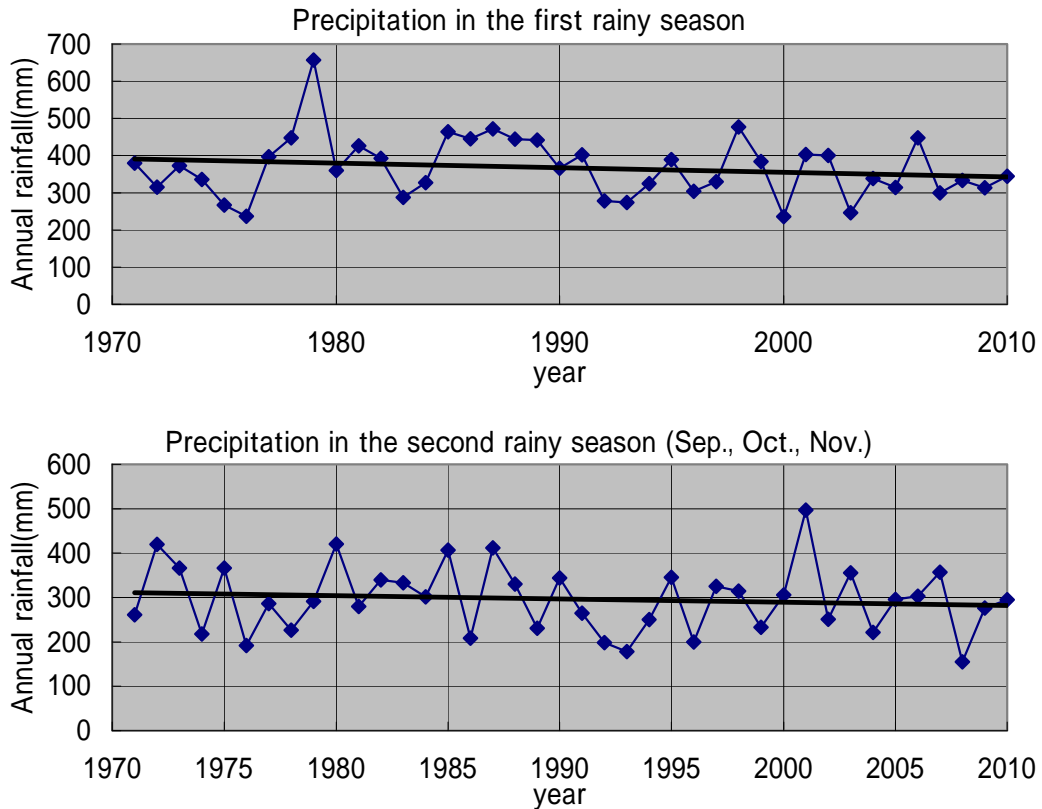 Precipitation in the first rainy season
Annual rainfall(mm)
700
600
500
400
300
200
100
0
1970 1980 1990 2000 2010
year
Precipitation in the second rainy season (Sep., Oct., Nov.)
Annual rainfall(mm)
600
500
400
300
200
100
0
1970 1975 1980 1985 1990 1995 2000 2005 2010
year